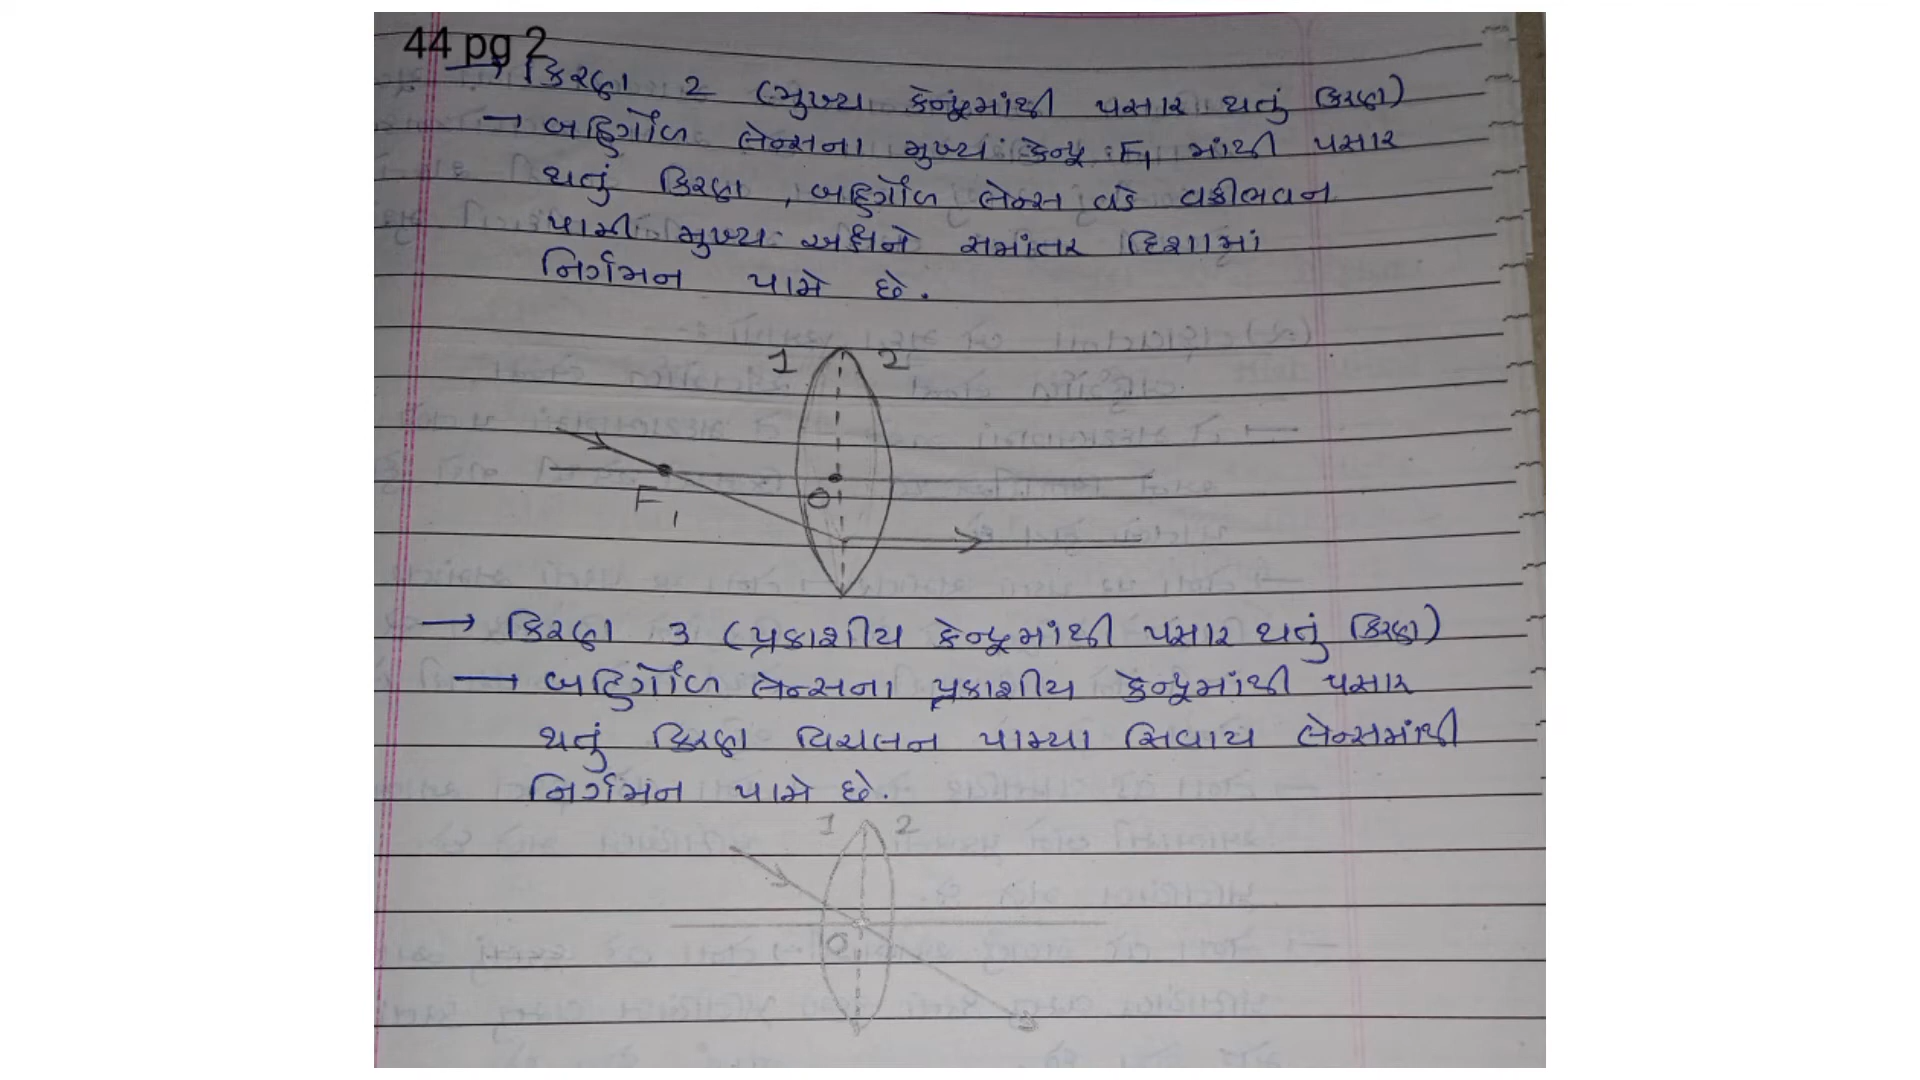 44 pg 2
→ કિરણ 2 (મુખ્ય કેન્દ્રમાંથી પસાર થતું કિરણ)
→ બહિર્ગોળ લેન્સના મુખ્ય કેન્દ્ર F1 માંથી પસાર
થતું કિરણ, બહિર્ગોળ લેન્સ વડે વક્રીભવન
પામી મુખ્ય અક્ષને સમાંતર દિશામાં
નિર્ગમન પામે છે.
1 2
O
F1
→ કિરણ 3 (પ્રકાશીય કેન્દ્રમાંથી પસાર થતું કિરણ)
→ બહિર્ગોળ લેન્સના પ્રકાશીય કેન્દ્રમાંથી પસાર
થતું કિરણ વિચલન પામ્યા સિવાય લેન્સમાંથી
નિર્ગમન પામે છે.
1 2
O